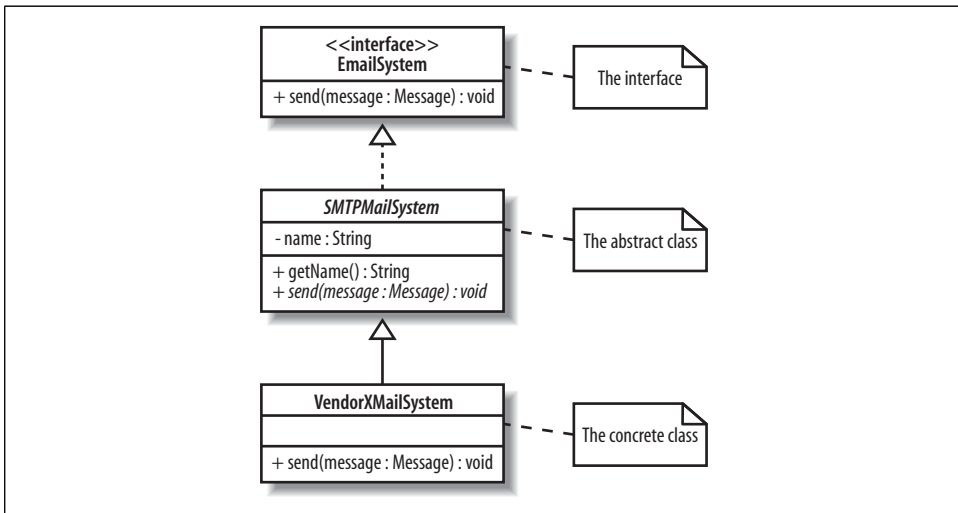 <<interface>>
EmailSystem
+ send(message : Message) : void
The interface
SMTPMailSystem
- name : String
+ getName() : String
+ send(message : Message) : void
The abstract class
VendorXMailSystem
+ send(message : Message) : void
The concrete class